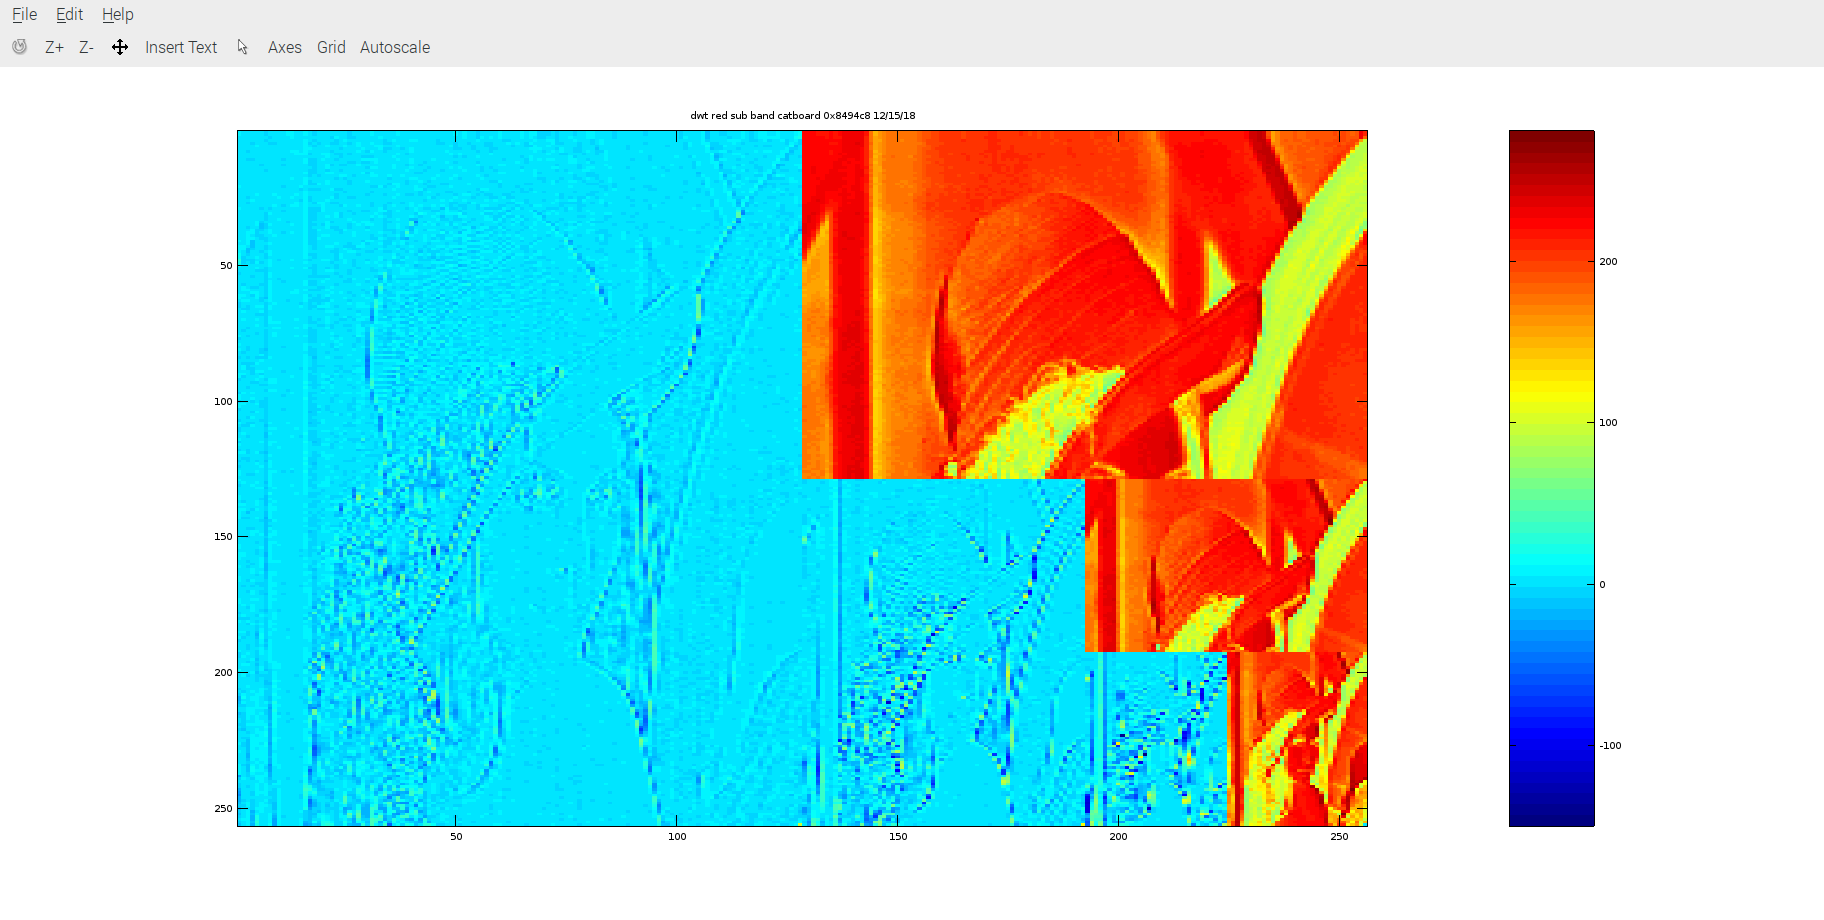 File Edit Help
Z+ Z- Insert Text Axes Grid Autoscale
dwt red sub band catboard 0x8494c8 12/15/18
50
100
150
200
250
50 100 150 200 250
200
100
0
-100